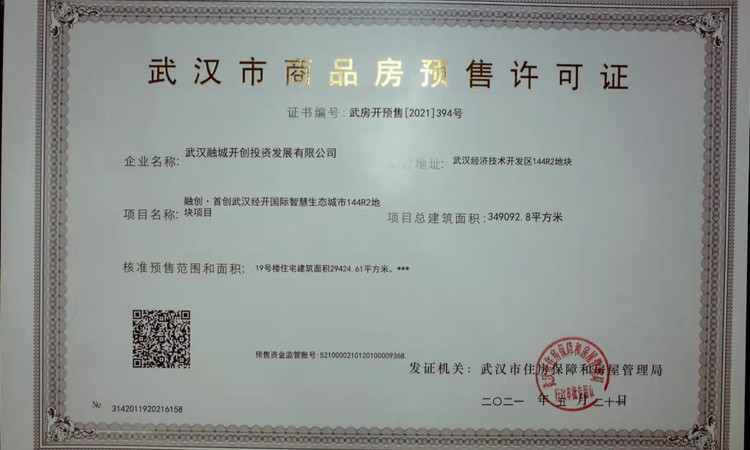 武汉市商品房预售许可证
证书编号:武房开预售[2021]394号
企业名称: 武汉融城开创投资发展有限公司
地址: 武汉经济技术开发区144R2地块
项目名称: 融创·首创武汉经开国际智慧生态城市144R2地
块项目
项目总建筑面积:349092.8平方米
核准预售范围和面积: 19号楼住宅建筑面积29424.61平方米。***
预售资金监管账号:5210000210120100009368.
发证机关: 武汉市住房保障和房屋管理局
二〇二一 年 五 月 二十 日
No 3142011920216158